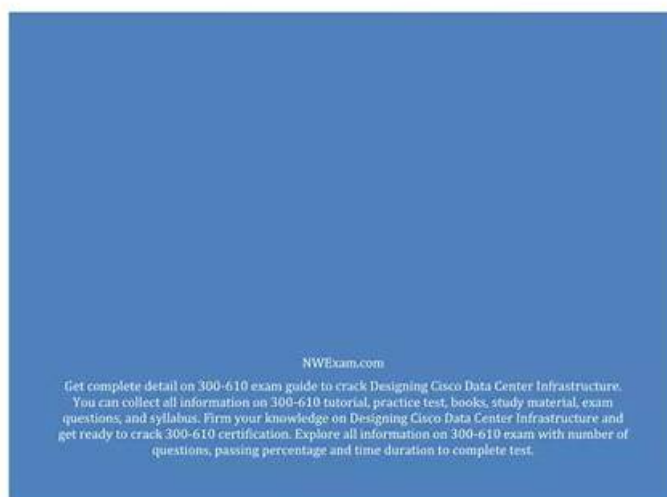 NWExam.com
Get complete detail on 300-610 exam guide to crack Designing Cisco Data Center Infrastructure.
You can collect all information on 300-610 tutorial, practice test, books, study material, exam
questions, and syllabus. Firm your knowledge on Designing Cisco Data Center Infrastructure and
get ready to crack 300-610 certification. Explore all information on 300-610 exam with number of
questions, passing percentage and time duration to complete test.